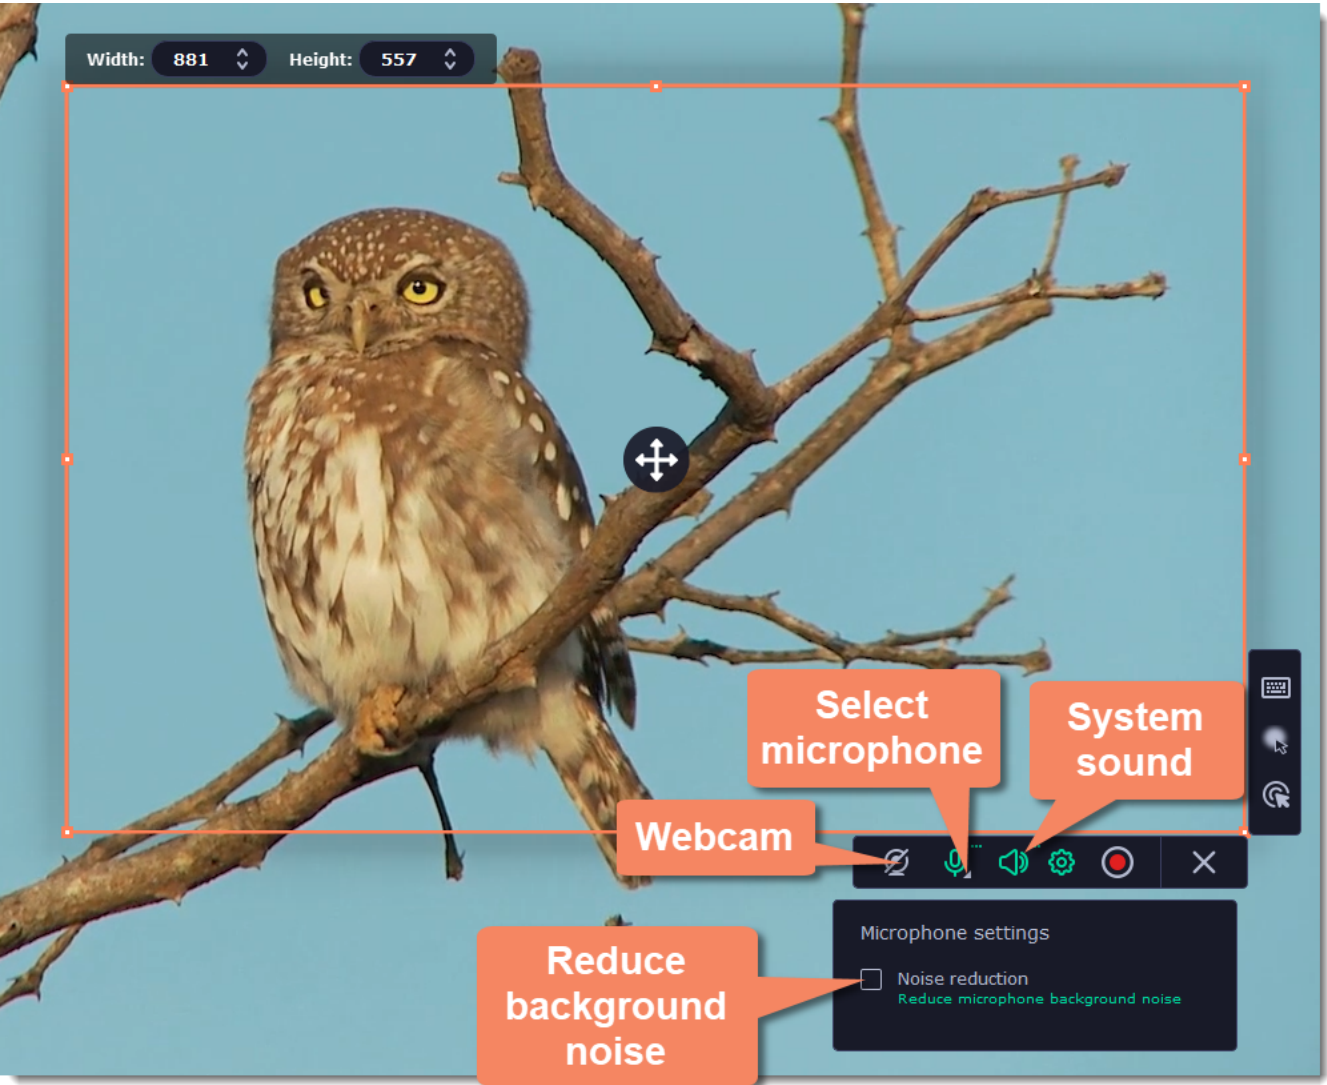 Width: 881 Height: 557
Select
microphone
System
sound
Webcam
Microphone settings
Reduce
background
noise
Noise reduction
Reduce microphone background noise